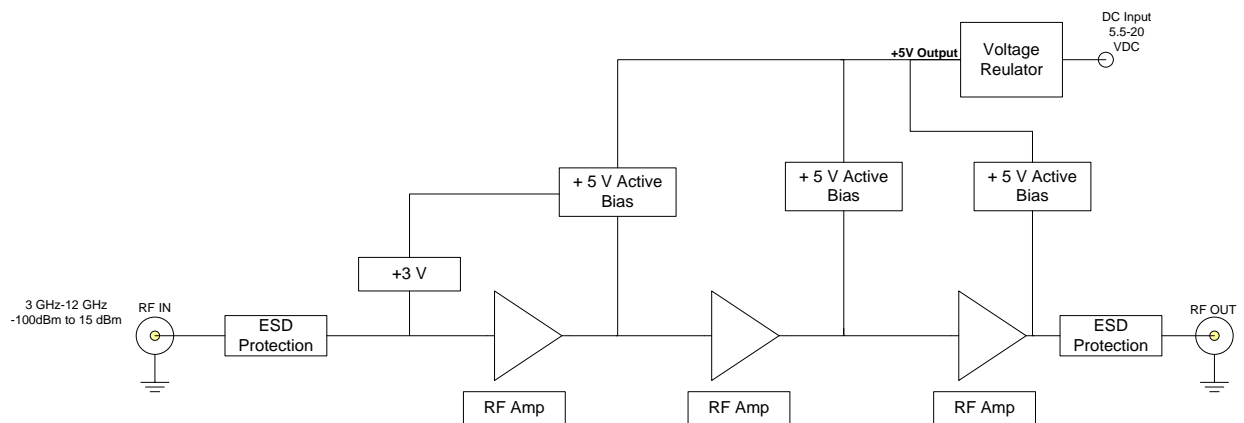 DC Input
5.5-20
VDC
+5V Output
Voltage
Reulator
+ 5 V Active
Bias
+ 5 V Active
Bias
+ 5 V Active
Bias
+3 V
3 GHz-12 GHz
-100dBm to 15 dBm
RF IN
ESD
Protection
ESD
Protection
RF OUT
RF Amp
RF Amp
RF Amp